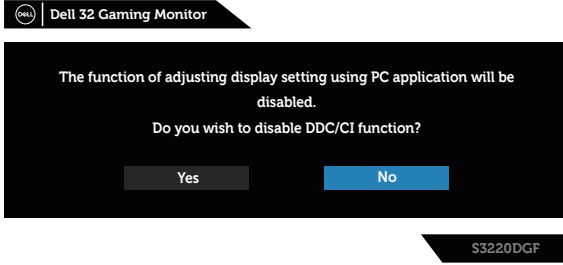 DELL Dell 32 Gaming Monitor
The function of adjusting display setting using PC application will be
disabled.
Do you wish to disable DDC/CI function?
Yes No
S3220DGF